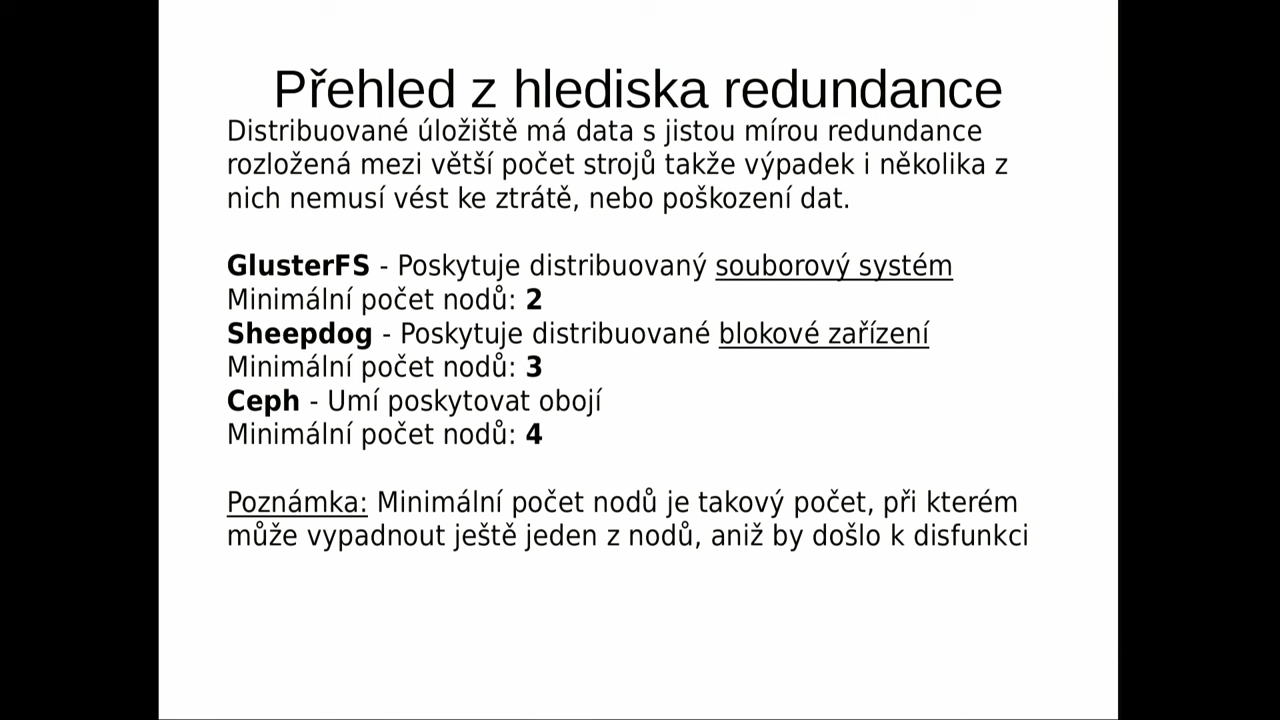 Přehled z hlediska redundance
Distribuované úložiště má data s jistou mírou redundance
rozložená mezi větší počet strojů takže výpadek i několika z
nich nemusí vést ke ztrátě, nebo poškození dat.
GlusterFS - Poskytuje distribuovaný souborový systém
Minimální počet nodů: 2
Sheepdog - Poskytuje distribuované blokové zařízení
Minimální počet nodů: 3
Ceph - Umí poskytovat obojí
Minimální počet nodů: 4
Poznámka: Minimální počet nodů je takový počet, při kterém
může vypadnout ještě jeden z nodů, aniž by došlo k disfunkci